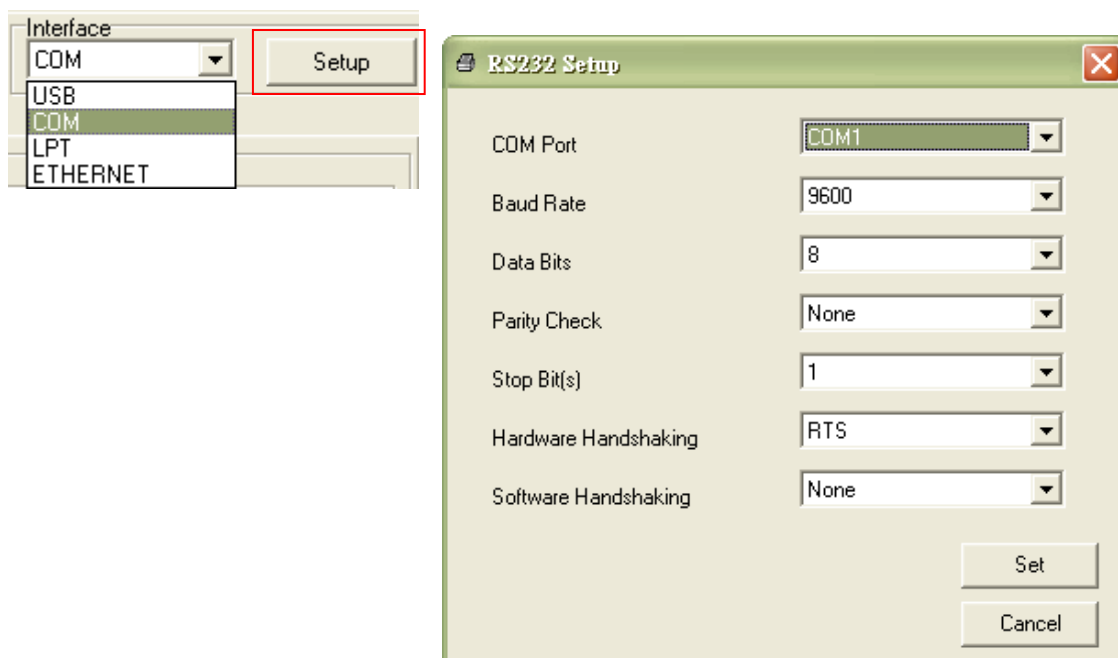 Interface
COM
Setup
USB
COM
LPT
ETHERNET
RS232 Setup
COM Port
COM1
Baud Rate
9600
Data Bits
8
Parity Check
None
Stop Bit(s)
1
Hardware Handshaking
RTS
Software Handshaking
None
Set
Cancel